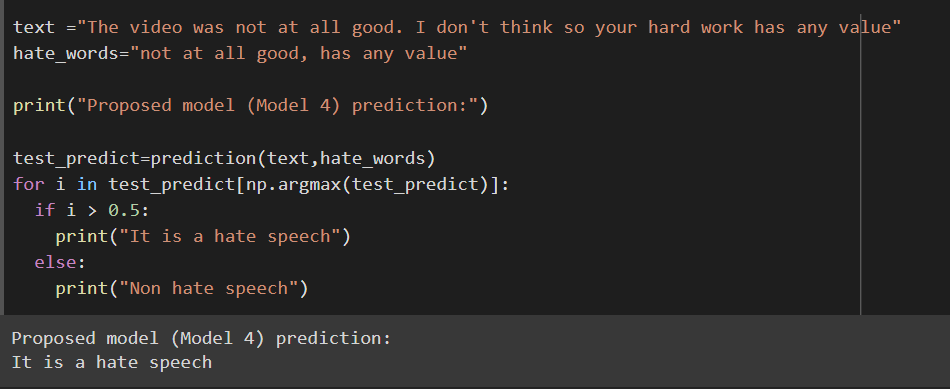 text ="The video was not at all good. I don't think so your hard work has any value"
hate_words="not at all good, has any value"
print("Proposed model (Model 4) prediction:")
test_predict=prediction(text,hate_words)
for i in test_predict[np.argmax(test_predict)]:
  if i > 0.5:
    print("It is a hate speech")
  else:
    print("Non hate speech")
Proposed model (Model 4) prediction:
It is a hate speech